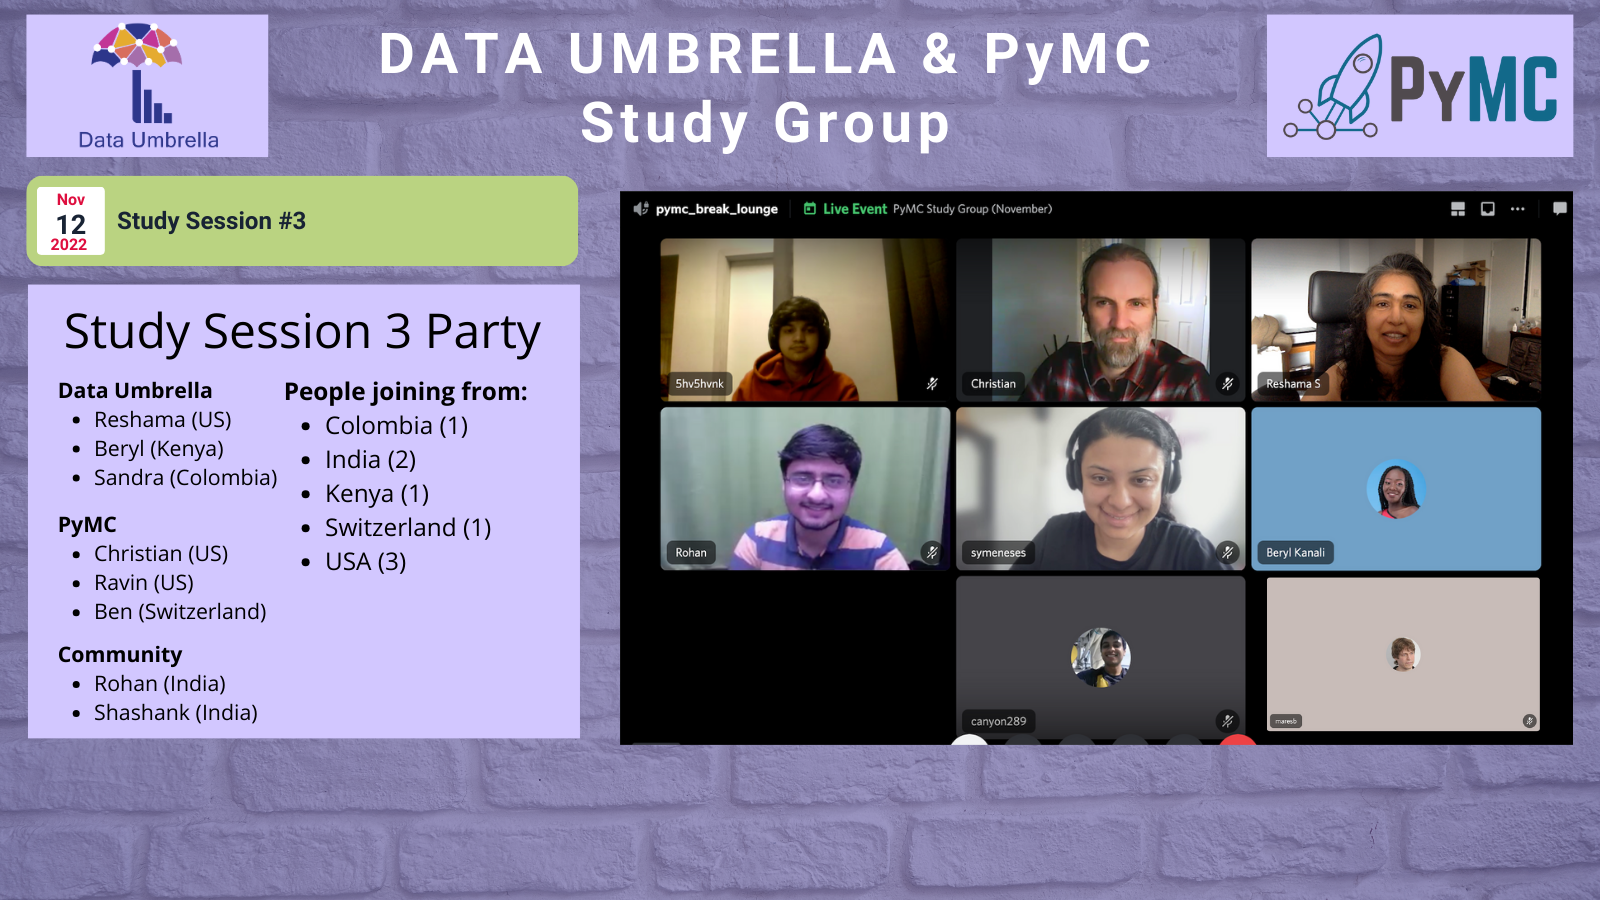 Data Umbrella
DATA UMBRELLA & PyMC
Study Group
PyMC
Nov
12
2022
Study Session #3
Study Session 3 Party
Data Umbrella
• Reshama (US)
• Beryl (Kenya)
• Sandra (Colombia)
PyMC
• Christian (US)
• Ravin (US)
• Ben (Switzerland)
Community
• Rohan (India)
• Shashank (India)
People joining from:
• Colombia (1)
• India (2)
• Kenya (1)
• Switzerland (1)
• USA (3)
pymc_break_lounge
Live Event PyMC Study Group (November)
5hv5hvnk
Christian
Reshama S
Rohan
symeneses
Beryl Kanali
canyon289
maresb